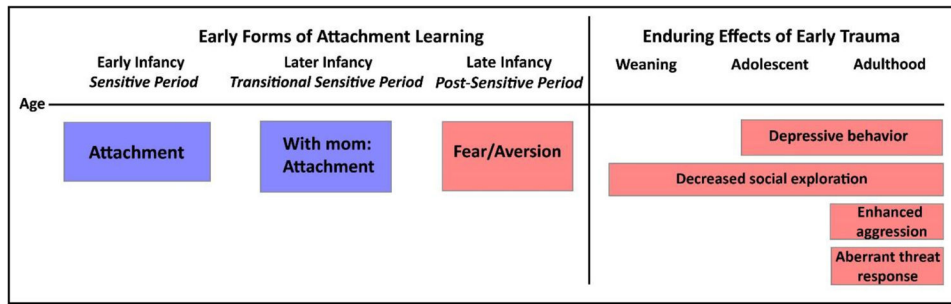 Early Forms of Attachment Learning
Early Infancy
Sensitive Period
Later Infancy
Transitional Sensitive Period
Late Infancy
Post-Sensitive Period
Age
Attachment
With mom:
Attachment
Fear/Aversion
Enduring Effects of Early Trauma
Weaning
Adolescent
Adulthood
Depressive behavior
Decreased social exploration
Enhanced
aggression
Aberrant threat
response